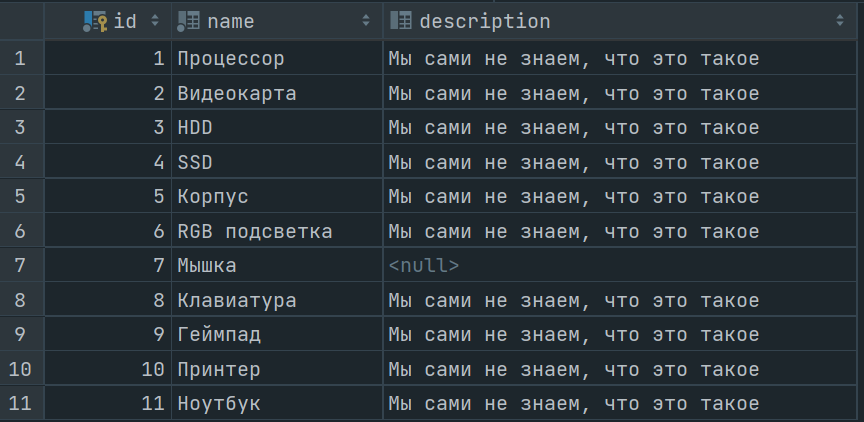 id name description
1 1 Процессор Мы сами не знаем, что это такое
2 2 Видеокарта Мы сами не знаем, что это такое
3 3 HDD Мы сами не знаем, что это такое
4 4 SSD Мы сами не знаем, что это такое
5 5 Корпус Мы сами не знаем, что это такое
6 6 RGB подсветка Мы сами не знаем, что это такое
7 7 Мышка <null>
8 8 Клавиатура Мы сами не знаем, что это такое
9 9 Геймпад Мы сами не знаем, что это такое
10 10 Принтер Мы сами не знаем, что это такое
11 11 Ноутбук Мы сами не знаем, что это такое